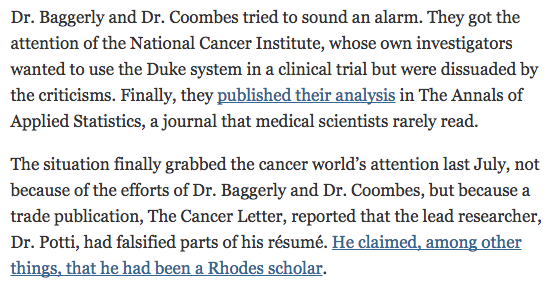 Dr. Baggerly and Dr. Coombes tried to sound an alarm. They got the
attention of the National Cancer Institute, whose own investigators
wanted to use the Duke system in a clinical trial but were dissuaded by
the criticisms. Finally, they published their analysis in The Annals of
Applied Statistics, a journal that medical scientists rarely read.
The situation finally grabbed the cancer world’s attention last July, not
because of the efforts of Dr. Baggerly and Dr. Coombes, but because a
trade publication, The Cancer Letter, reported that the lead researcher,
Dr. Potti, had falsified parts of his résumé. He claimed, among other
things, that he had been a Rhodes scholar.